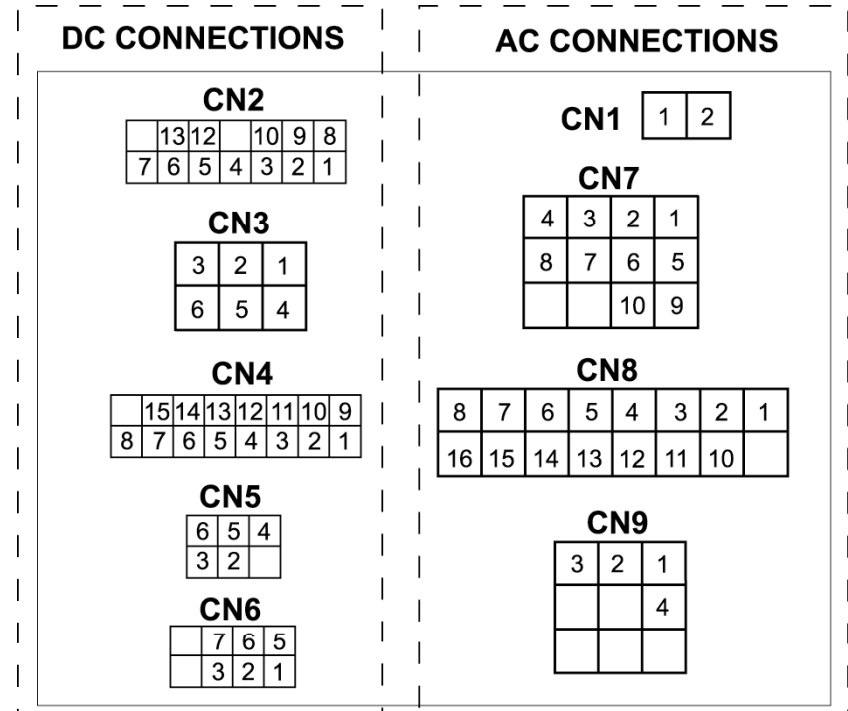 DC CONNECTIONS
AC CONNECTIONS
CN2
13 12 10 9 8
7 6 5 4 3 2 1
CN3
3 2 1
6 5 4
CN4
15 14 13 12 11 10 9
8 7 6 5 4 3 2 1
CN5
6 5 4
3 2
CN6
7 6 5
3 2 1
CN1 1 2
CN7
4 3 2 1
8 7 6 5
10 9
CN8
8 7 6 5 4 3 2 1
16 15 14 13 12 11 10
CN9
3 2 1
4